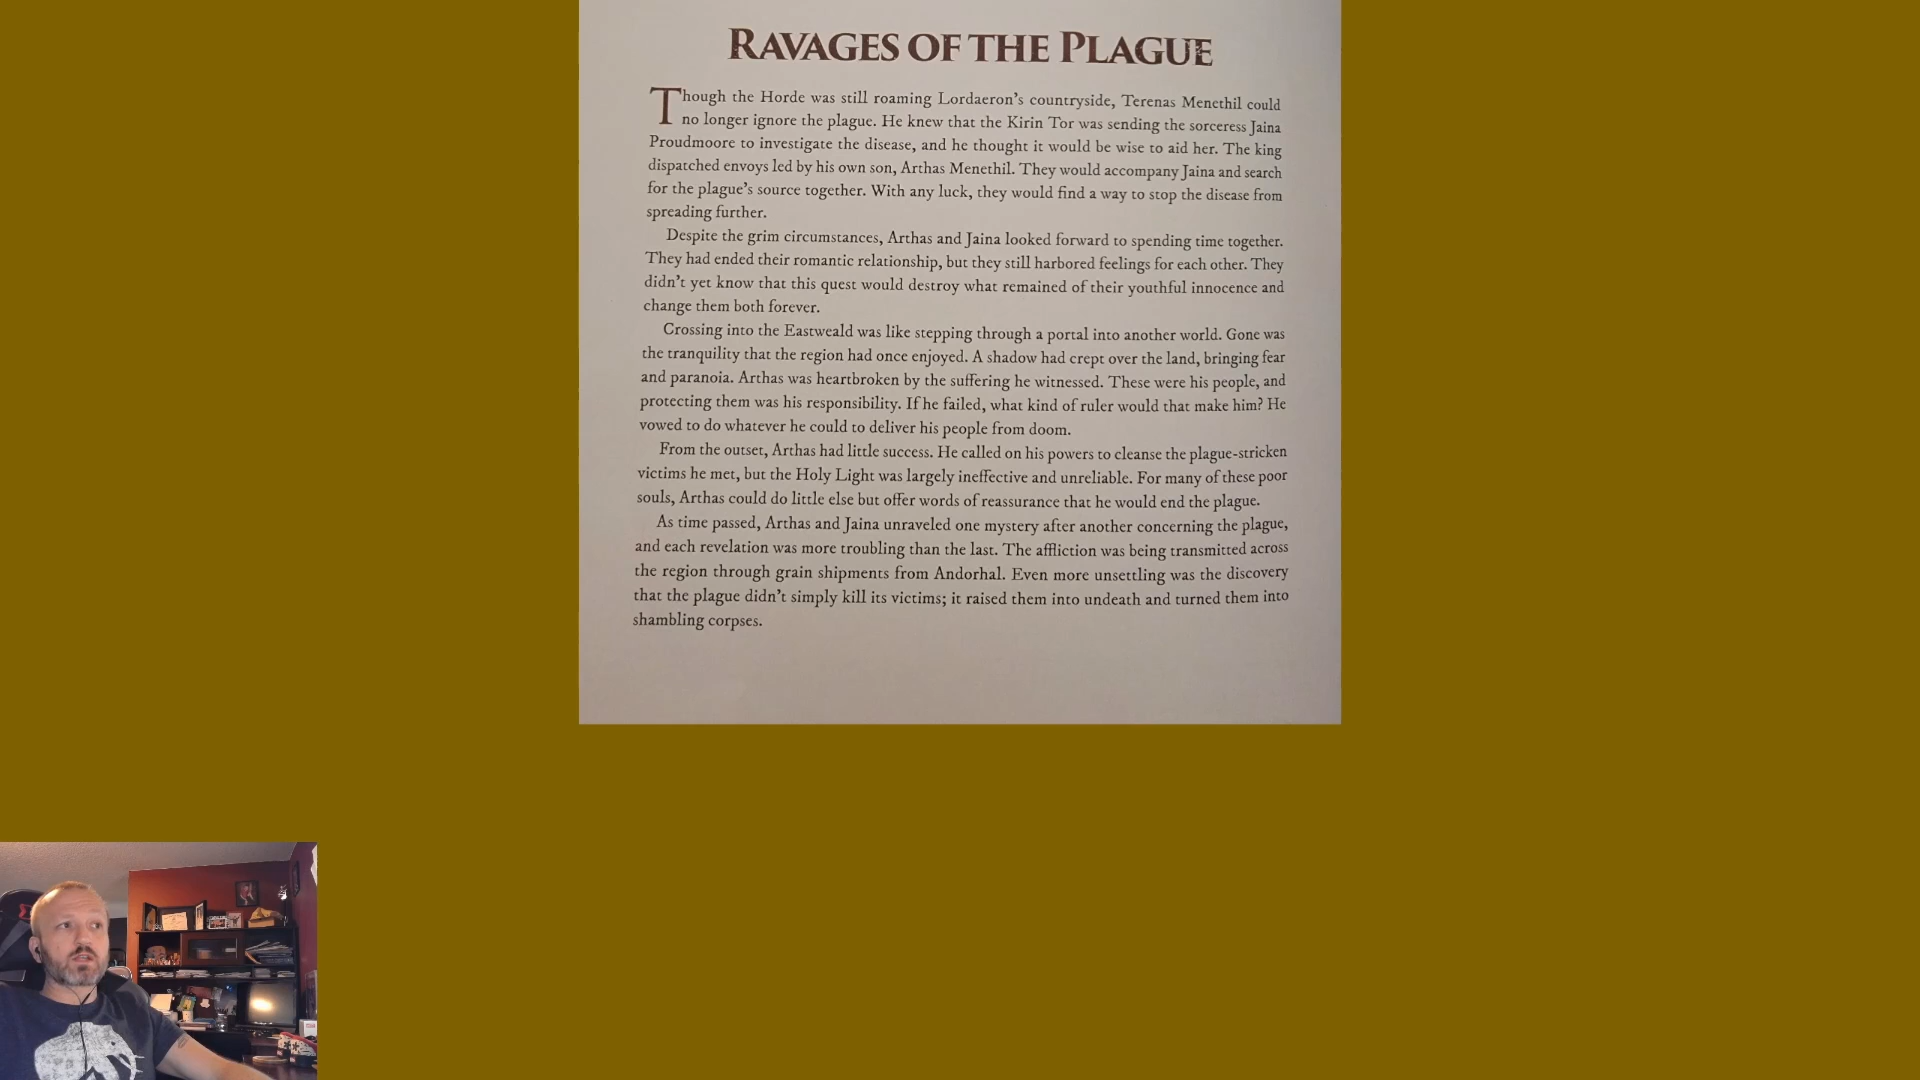 RAVAGES OF THE PLAGUE
Though the Horde was still roaming Lordaeron's countryside, Terenas Menethil could
no longer ignore the plague. He knew that the Kirin Tor was sending the sorceress Jaina
Proudmoore to investigate the disease, and he thought it would be wise to aid her. The king
dispatched envoys led by his own son, Arthas Menethil. They would accompany Jaina and search
for the plague's source together. With any luck, they would find a way to stop the disease from
spreading further.
Despite the grim circumstances, Arthas and Jaina looked forward to spending time together.
They had ended their romantic relationship, but they still harbored feelings for each other. They
didn't yet know that this quest would destroy what remained of their youthful innocence and
change them both forever.
Crossing into the Eastweald was like stepping through a portal into another world. Gone was
the tranquility that the region had once enjoyed. A shadow had crept over the land, bringing fear
and paranoia. Arthas was heartbroken by the suffering he witnessed. These were his people, and
protecting them was his responsibility. If he failed, what kind of ruler would that make him? He
vowed to do whatever he could to deliver his people from doom.
From the outset, Arthas had little success. He called on his powers to cleanse the plague-stricken
victims he met, but the Holy Light was largely ineffective and unreliable. For many of these poor
souls, Arthas could do little else but offer words of reassurance that he would end the plague.
As time passed, Arthas and Jaina unraveled one mystery after another concerning the plague,
and each revelation was more troubling than the last. The affliction was being transmitted across
the region through grain shipments from Andorhal. Even more unsettling was the discovery
that the plague didn't simply kill its victims; it raised them into undeath and turned them into
shambling corpses.